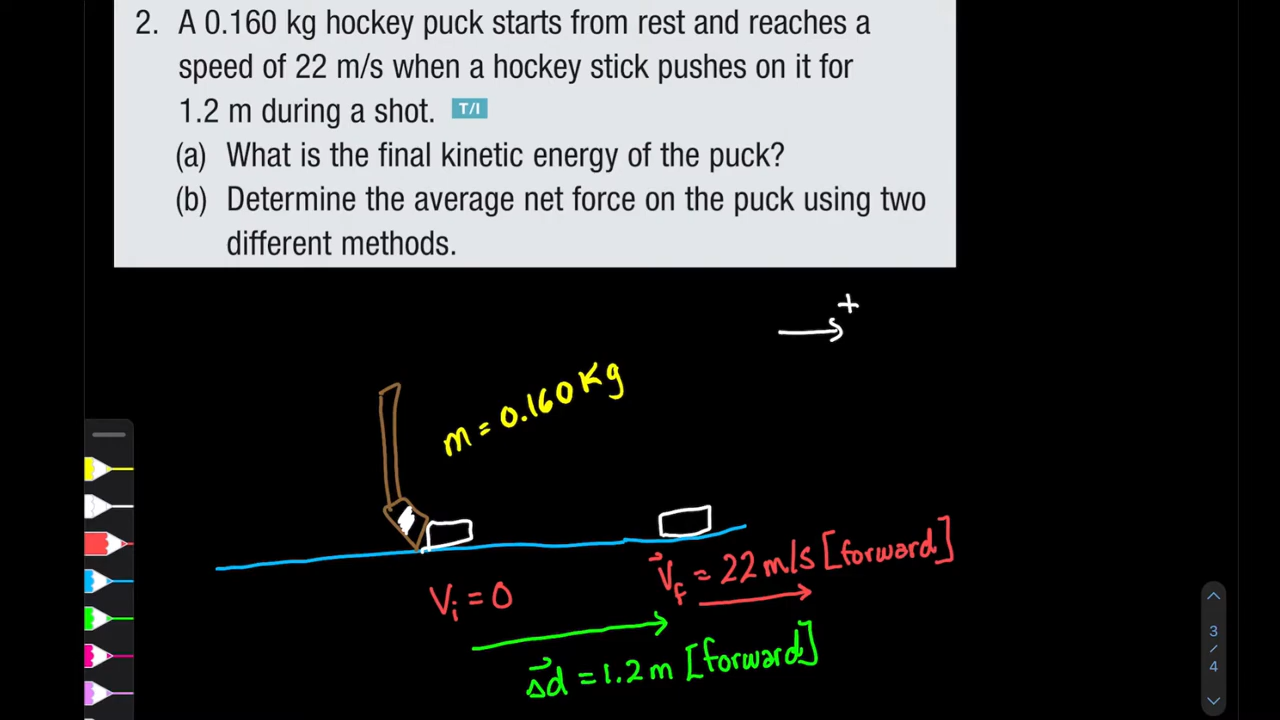 2. A 0.160 kg hockey puck starts from rest and reaches a
speed of 22 m/s when a hockey stick pushes on it for
1.2 m during a shot. T/I
(a) What is the final kinetic energy of the puck?
(b) Determine the average net force on the puck using two
different methods.
+
m = 0.160 Kg
V⃗f = 22 m/s [forward]
Vi = 0
Δd⃗ = 1.2 m [forward]
3
/
4